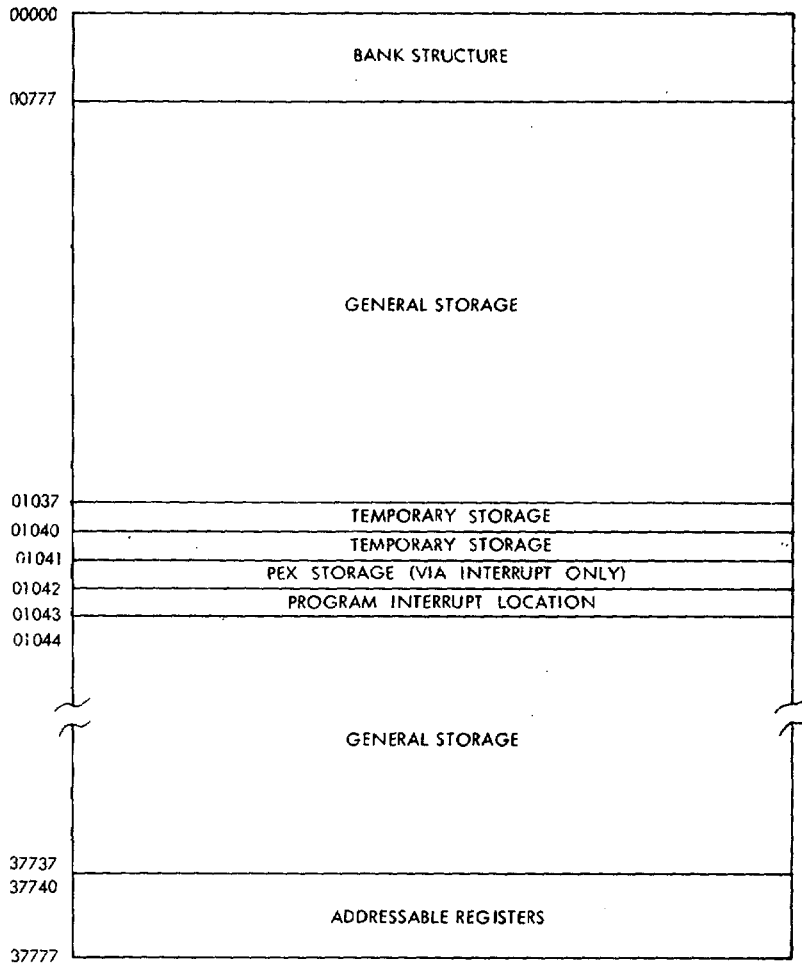 00000
BANK STRUCTURE
00777
GENERAL STORAGE
01037
TEMPORARY STORAGE
01040
TEMPORARY STORAGE
01041
PEX STORAGE (VIA INTERRUPT ONLY)
01042
PROGRAM INTERRUPT LOCATION
01043
01044
GENERAL STORAGE
37737
37740
ADDRESSABLE REGISTERS
37777